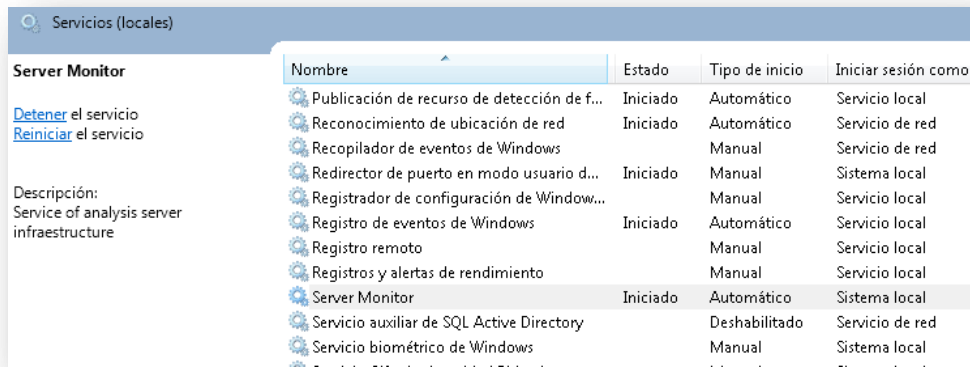 Servicios (locales)
Server Monitor
Detener el servicio
Reiniciar el servicio
Descripción:
Service of analysis server
infraestructure
Nombre Estado Tipo de inicio Iniciar sesión como
Publicación de recurso de detección de f... Iniciado Automático Servicio local
Reconocimiento de ubicación de red Iniciado Automático Servicio de red
Recopilador de eventos de Windows Manual Servicio de red
Redirector de puerto en modo usuario d... Iniciado Manual Sistema local
Registrador de configuración de Window... Manual Servicio local
Registro de eventos de Windows Iniciado Automático Servicio local
Registro remoto Manual Servicio local
Registros y alertas de rendimiento Manual Servicio local
Server Monitor Iniciado Automático Sistema local
Servicio auxiliar de SQL Active Directory Deshabilitado Servicio de red
Servicio biométrico de Windows Manual Sistema local